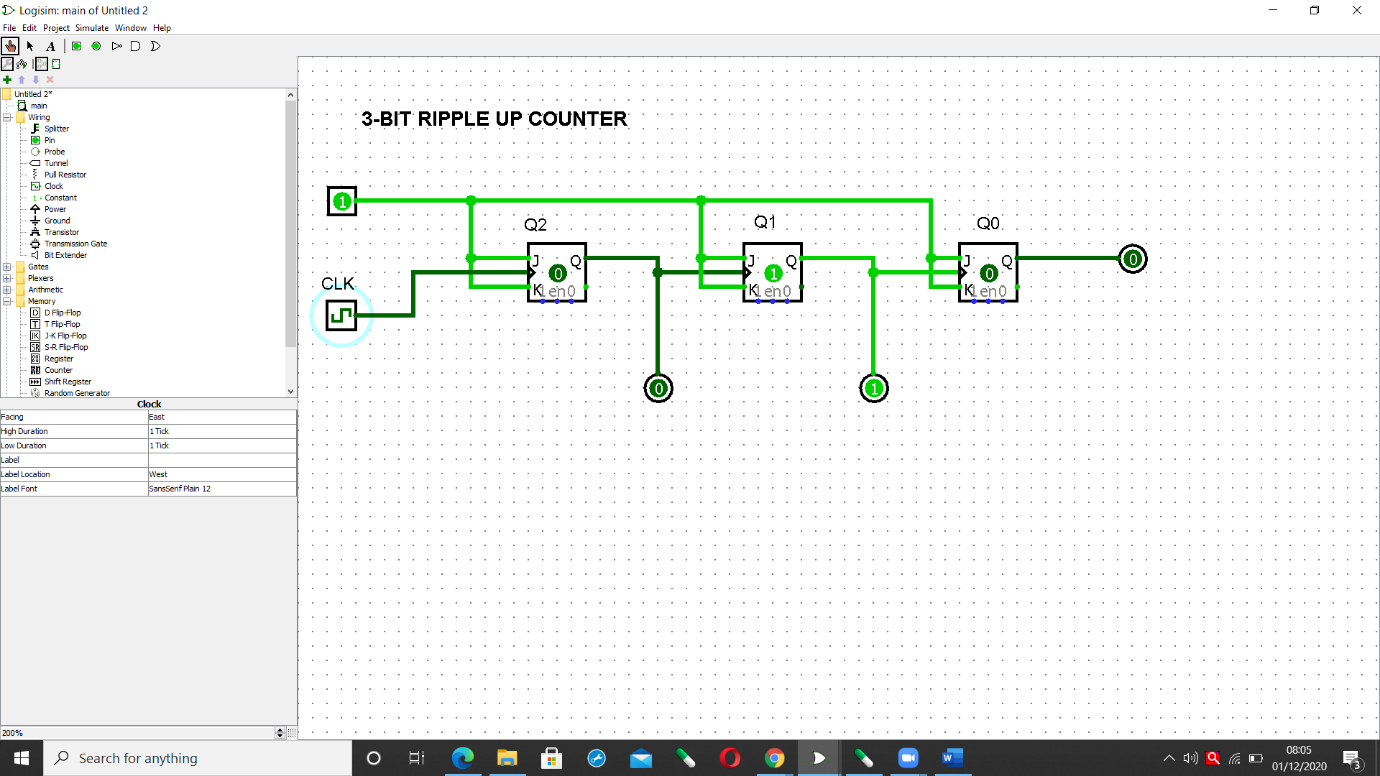 Logisim: main of Untitled 2
File Edit Project Simulate Window Help
A
Untitled 2*
main
Wiring
Splitter
Pin
Probe
Tunnel
Pull Resistor
Clock
Constant
Power
Ground
Transistor
Transmission Gate
Bit Extender
Gates
Plexers
Arithmetic
Memory
D Flip-Flop
T Flip-Flop
J-K Flip-Flop
S-R Flip-Flop
Register
Counter
Shift Register
Random Generator
Clock
Facing East
High Duration 1 Tick
Low Duration 1 Tick
Label
Label Location West
Label Font SansSerif Plain 12
200%
3-BIT RIPPLE UP COUNTER
1
Q2 Q1 Q0
J Q J Q J Q
0 1 0 0
CLK
K 1en0 K 1en0 K 1en0
0 1
Search for anything
08:05
01/12/2020
3